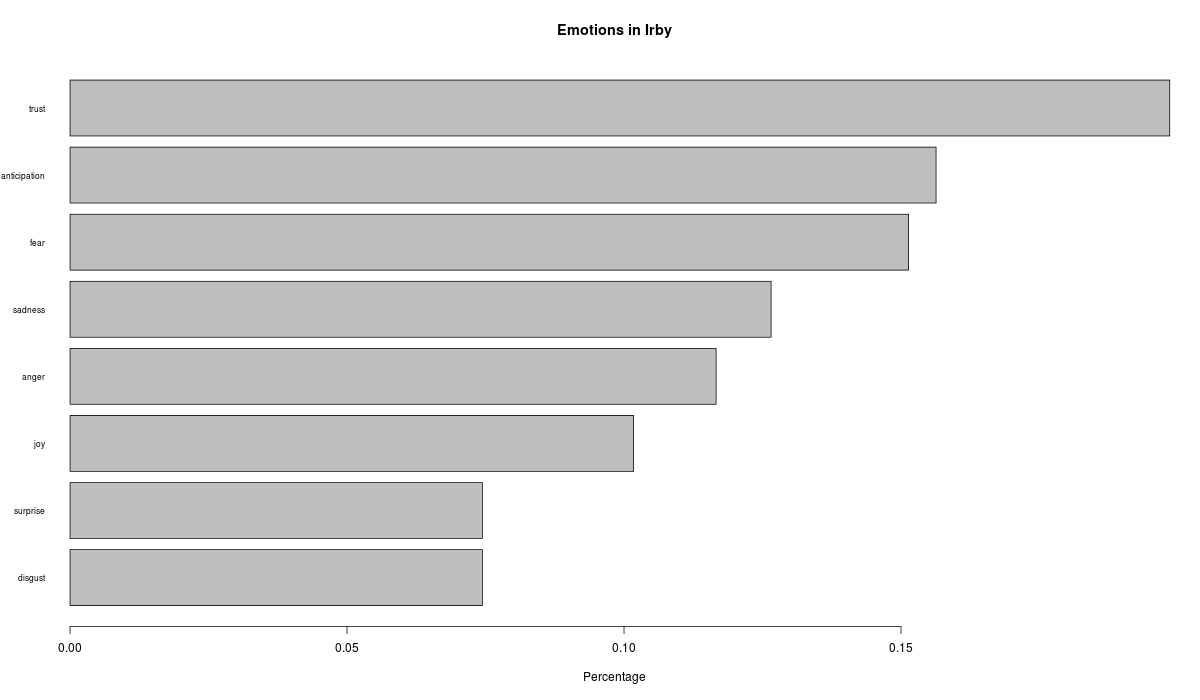 Emotions in Irby
trust
anticipation
fear
sadness
anger
joy
surprise
disgust
0.00 0.05 0.10 0.15
Percentage